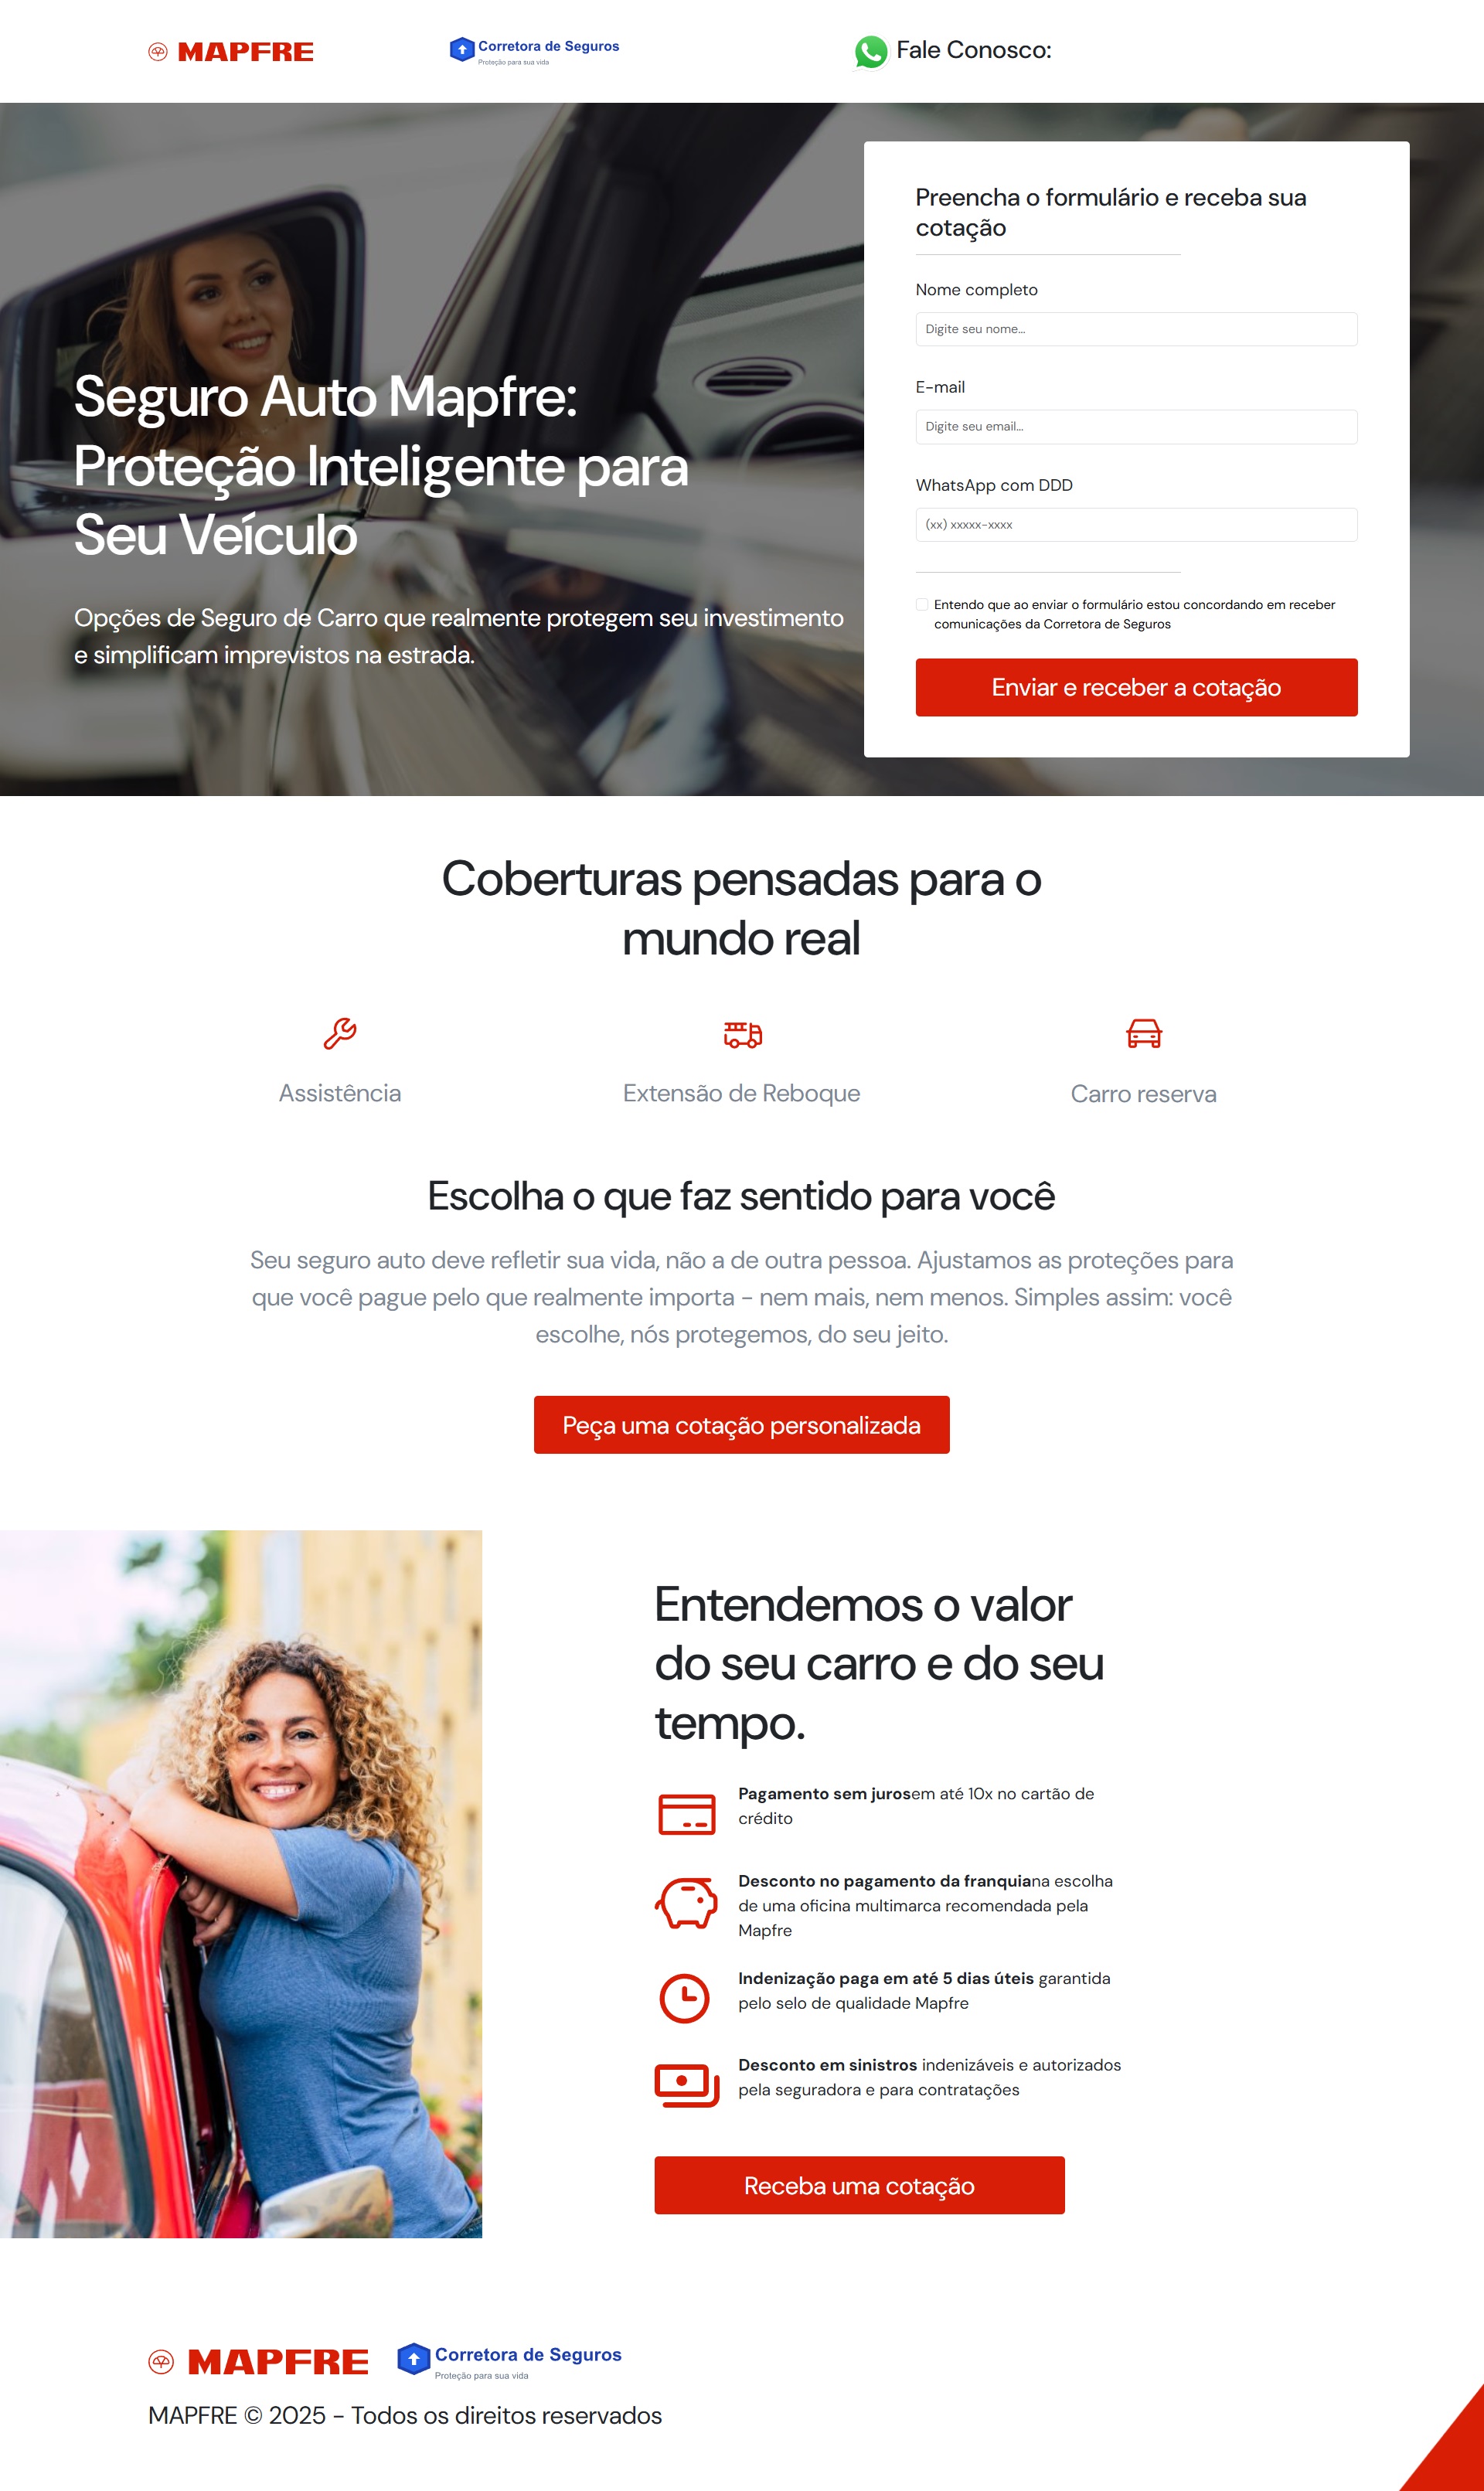 MAPFRE
Corretora de Seguros
Proteção para sua vida
Fale Conosco:
Seguro Auto Mapfre:
Proteção Inteligente para
Seu Veículo
Opções de Seguro de Carro que realmente protegem seu investimento
e simplificam imprevistos na estrada.
Preencha o formulário e receba sua
cotação
Nome completo
Digite seu nome...
E-mail
Digite seu email...
WhatsApp com DDD
(xx) xxxxx-xxxx
Entendo que ao enviar o formulário estou concordando em receber
comunicações da Corretora de Seguros
Enviar e receber a cotação
Coberturas pensadas para o
mundo real
Assistência
Extensão de Reboque
Carro reserva
Escolha o que faz sentido para você
Seu seguro auto deve refletir sua vida, não a de outra pessoa. Ajustamos as proteções para
que você pague pelo que realmente importa - nem mais, nem menos. Simples assim: você
escolhe, nós protegemos, do seu jeito.
Peça uma cotação personalizada
Entendemos o valor
do seu carro e do seu
tempo.
Pagamento sem jurosem até 10x no cartão de
crédito
Desconto no pagamento da franquiana escolha
de uma oficina multimarca recomendada pela
Mapfre
Indenização paga em até 5 dias úteis garantida
pelo selo de qualidade Mapfre
Desconto em sinistros indenizáveis e autorizados
pela seguradora e para contratações
Receba uma cotação
MAPFRE
Corretora de Seguros
Proteção para sua vida
MAPFRE © 2025 - Todos os direitos reservados